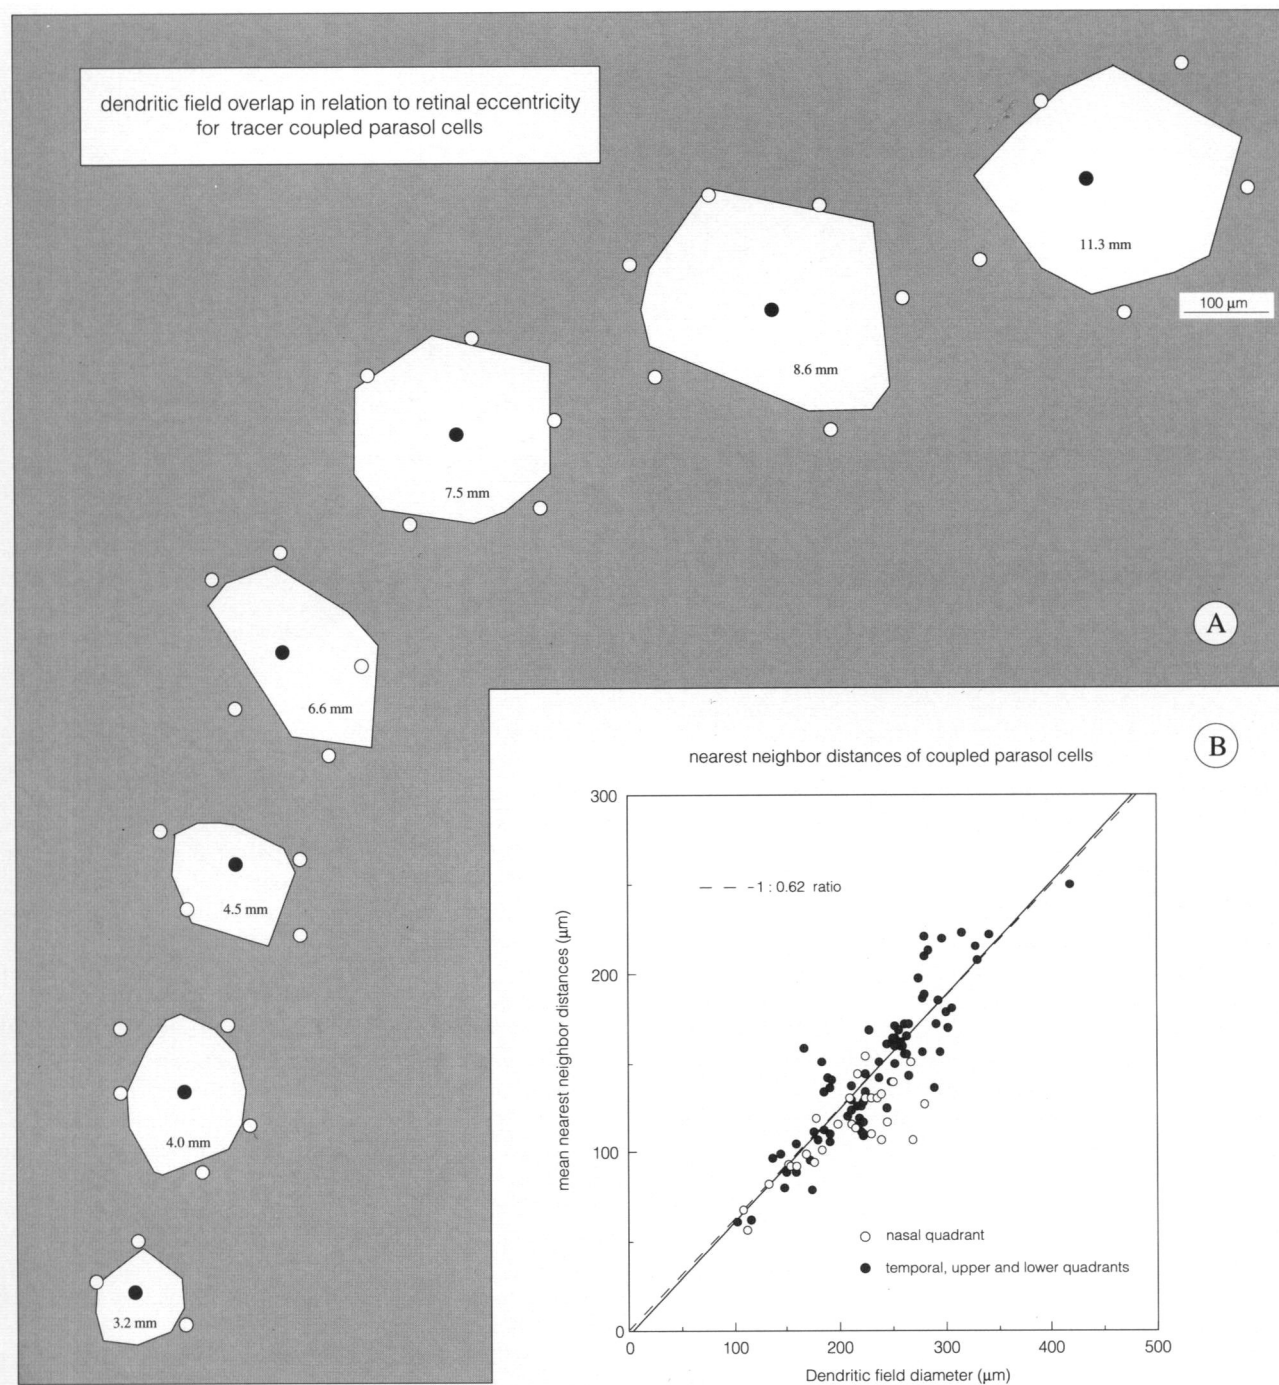 dendritic field overlap in relation to retinal eccentricity
for tracer coupled parasol cells
11.3 mm
100 µm
8.6 mm
7.5 mm
A
6.6 mm
4.5 mm
4.0 mm
3.2 mm
B
nearest neighbor distances of coupled parasol cells
300
200
100
0
mean nearest neighbor distances (µm)
1 : 0.62 ratio
nasal quadrant
temporal, upper and lower quadrants
0
100
200
300
400
500
Dendritic field diameter (µm)